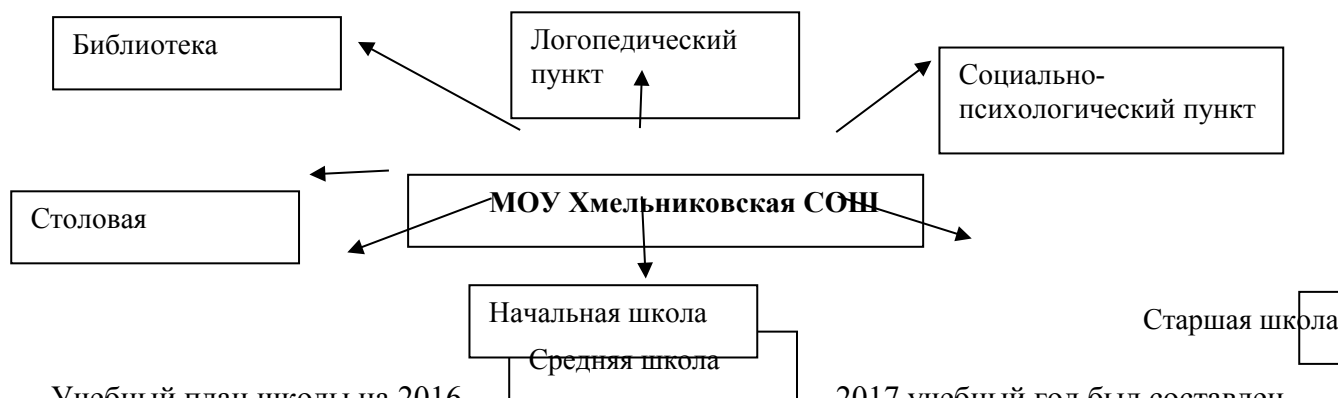 Библиотека
Логопедический
пункт
Социально-
психологический пункт
МОУ Хмельниковская СОШ
Столовая
Начальная школа
Старшая школа
Средняя школа
Учебный план школы на 2016
2017 учебный год был составлен